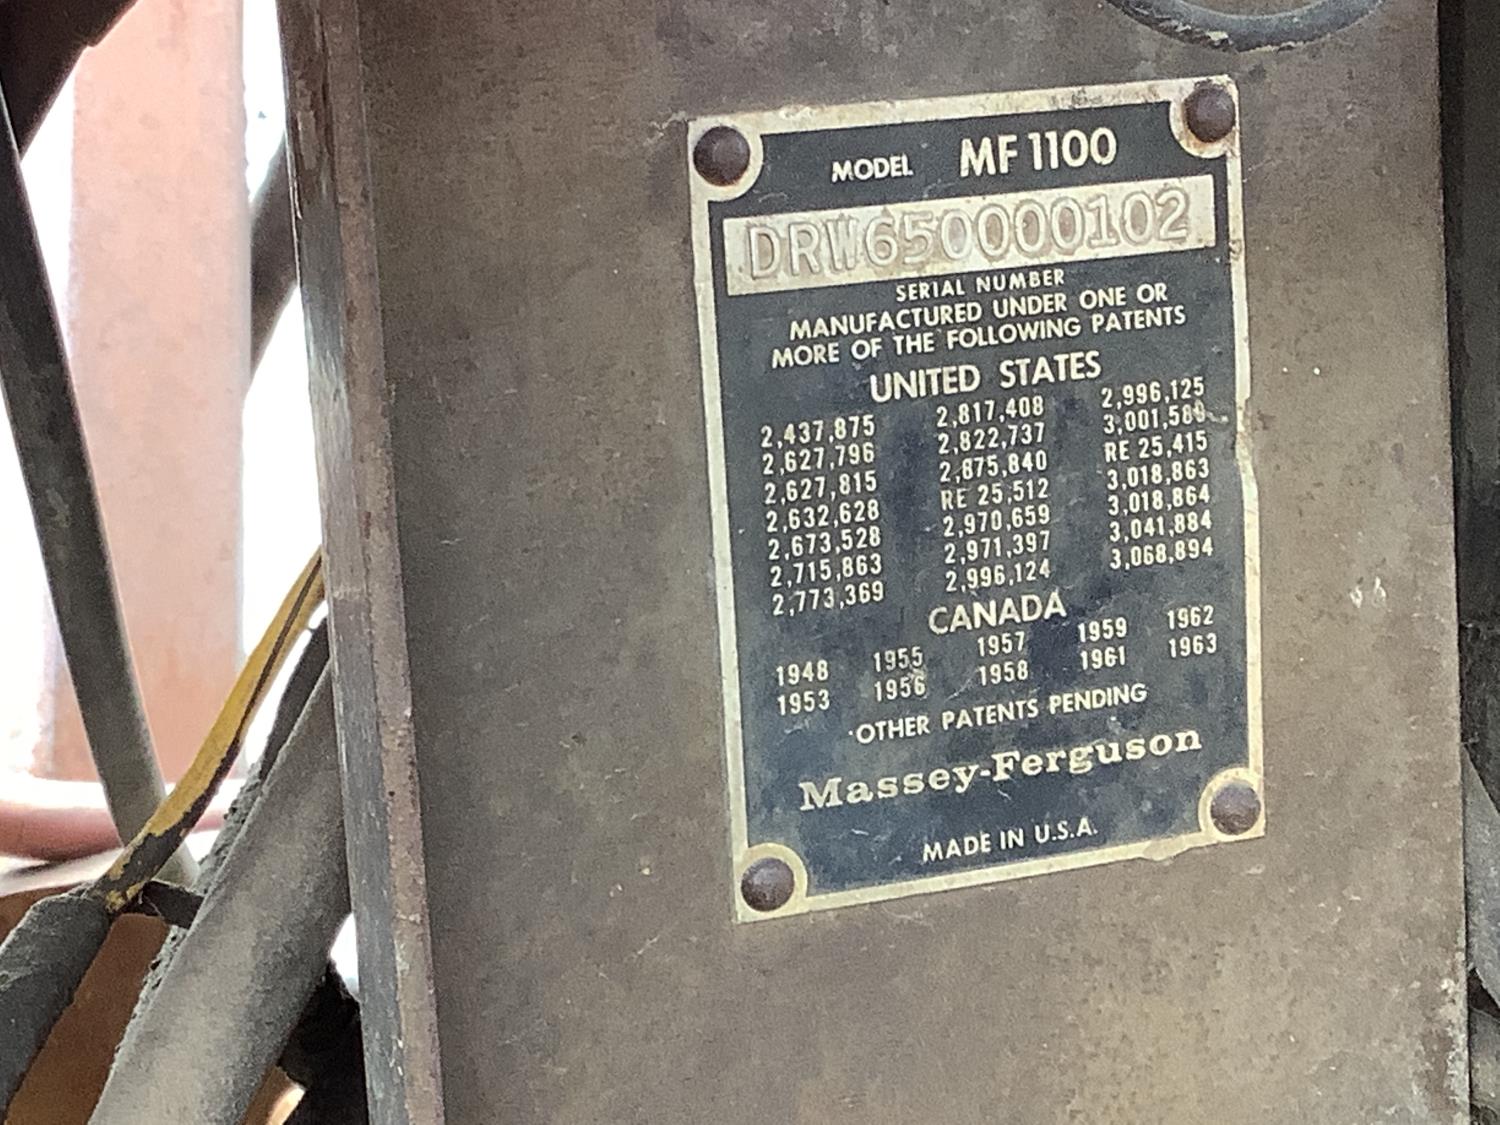 MODEL MF 1100
DRW650000102
SERIAL NUMBER
MANUFACTURED UNDER ONE OR
MORE OF THE FOLLOWING PATENTS
UNITED STATES
2,437,875 2,817,408 2,996,125
2,627,796 2,822,737 3,001,589
2,627,815 2,875,840 RE 25,415
2,632,628 RE 25,512 3,018,863
2,673,528 2,970,659 3,018,864
2,715,863 2,971,397 3,041,884
2,773,369 2,996,124 3,068,894
CANADA
1948 1955 1957 1959 1962
1953 1956 1958 1961 1963
OTHER PATENTS PENDING
Massey-Ferguson
MADE IN U.S.A.